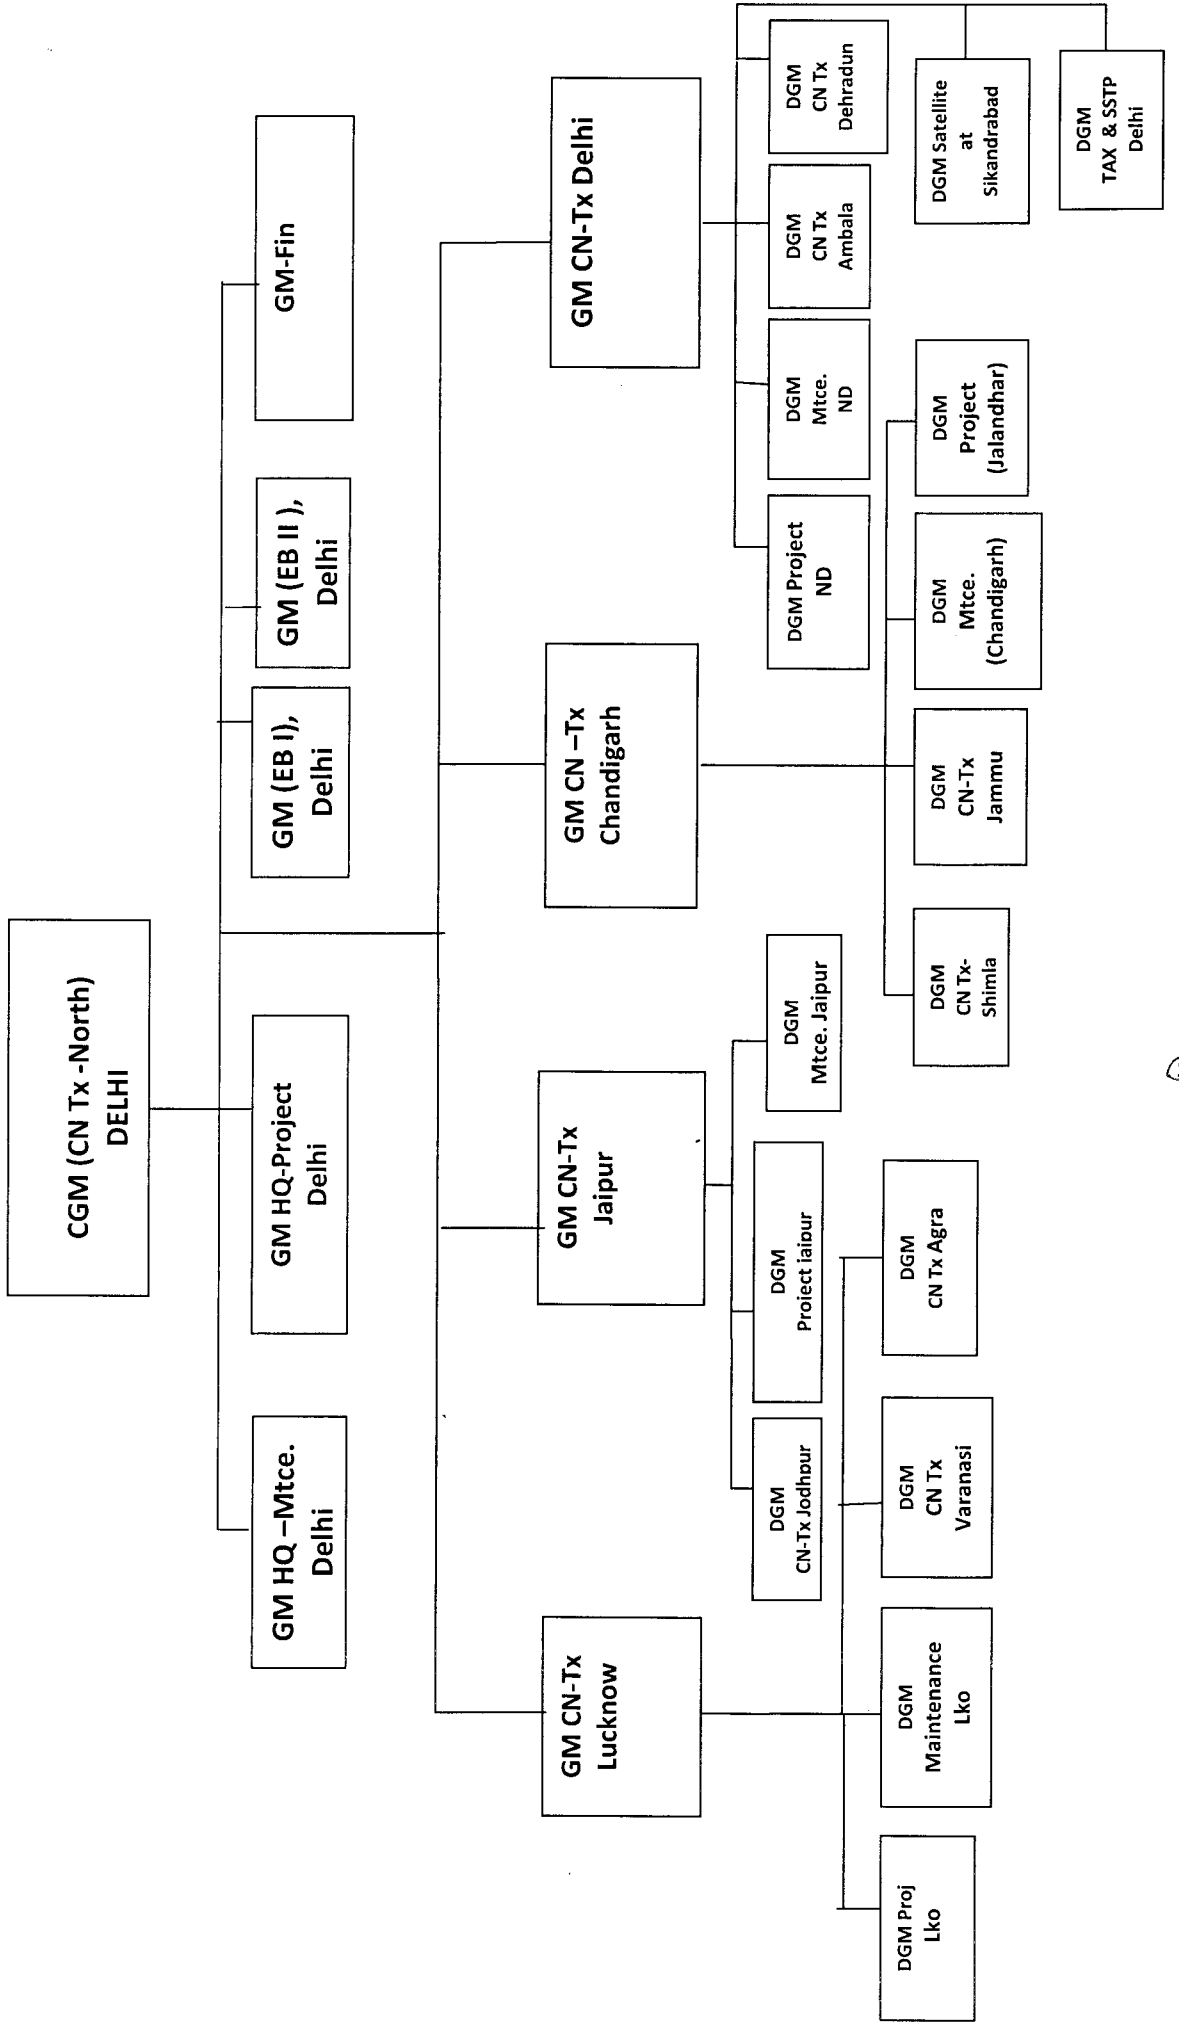 CGM (CN Tx -North)
DELHI
GM HQ –Mtce.
Delhi
GM HQ-Project
Delhi
GM (EB I),
Delhi
GM (EB II ),
Delhi
GM-Fin
GM CN-Tx
Lucknow
GM CN-Tx
Jaipur
GM CN –Tx
Chandigarh
GM CN-Tx Delhi
DGM Proj
Lko
DGM
Maintenance
Lko
DGM
CN Tx
Varanasi
DGM
CN Tx Agra
DGM
CN-Tx Jodhpur
DGM
Project jaipur
DGM
Mtce. Jaipur
DGM
CN Tx-
Shimla
DGM
CN-Tx
Jammu
DGM
Mtce.
(Chandigarh)
DGM
Project
(Jalandhar)
DGM Project
ND
DGM
Mtce.
ND
DGM
CN Tx
Ambala
DGM
CN Tx
Dehradun
DGM Satellite
at
Sikandrabad
DGM
TAX & SSTP
Delhi